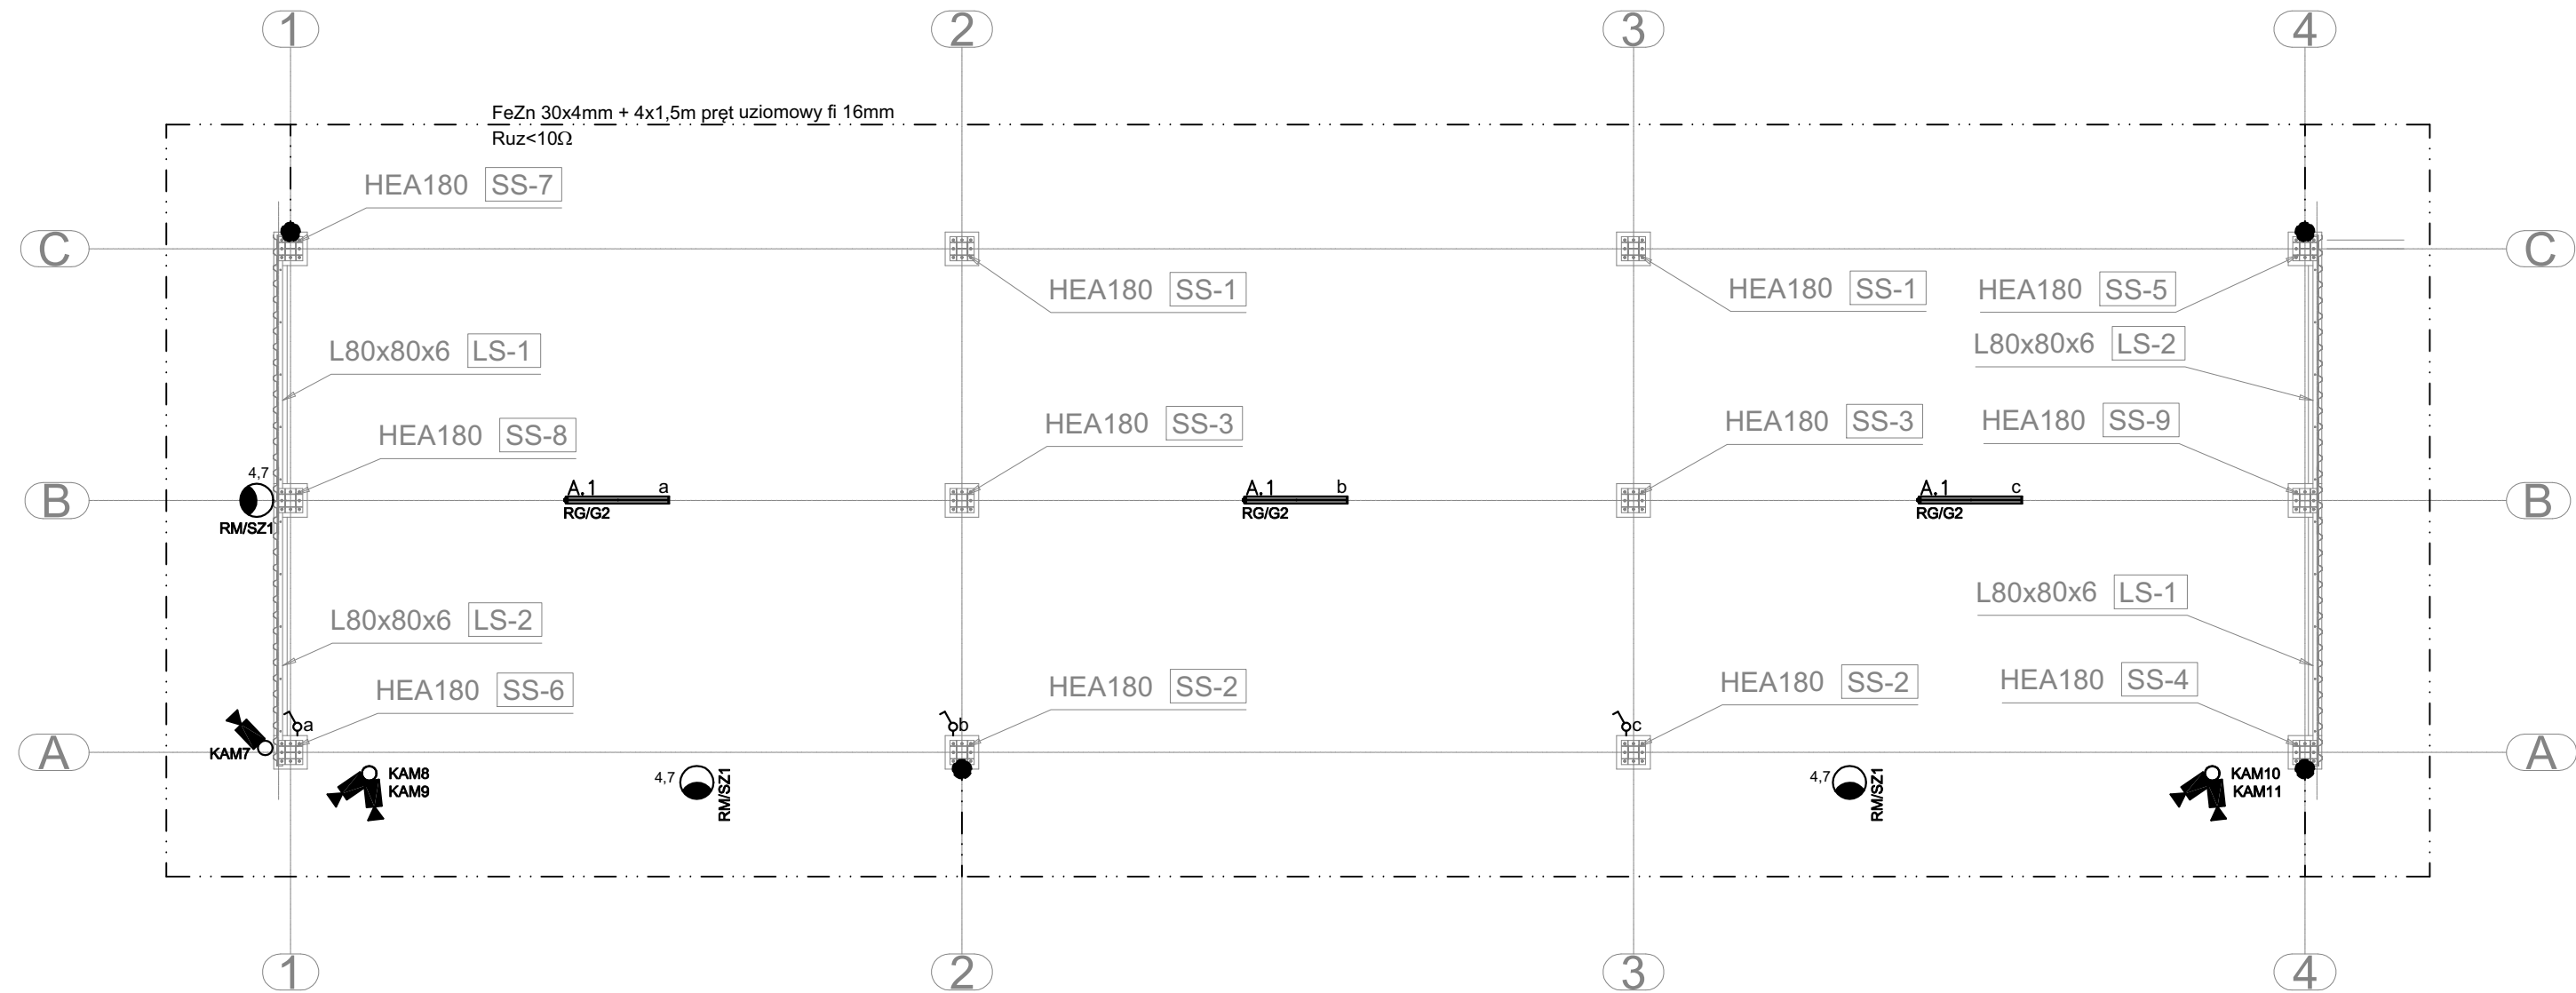 1 2 3 4
FeZn 30x4mm + 4x1,5m pręt uziomowy fi 16mm
Ruz<10Ω
HEA180 SS-7
C C
HEA180 SS-1
HEA180 SS-1
HEA180 SS-5
L80x80x6 LS-1
L80x80x6 LS-2
HEA180 SS-8
HEA180 SS-3
HEA180 SS-3
HEA180 SS-9
4,7
B B
RM/SZ1
A.1 a
RG/G2
A.1 b
RG/G2
A.1 c
RG/G2
L80x80x6 LS-2
L80x80x6 LS-1
HEA180 SS-6
HEA180 SS-2
HEA180 SS-2
HEA180 SS-4
a
b
c
A A
KAM7
KAM8
KAM9
4,7
RM/SZ1
4,7
RM/SZ1
KAM10
KAM11
1 2 3 4